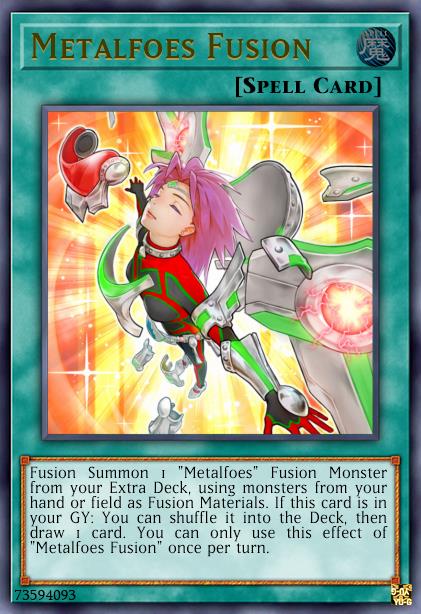 Metalfoes Fusion
魔
[Spell Card]
Fusion Summon 1 "Metalfoes" Fusion Monster
from your Extra Deck, using monsters from your
hand or field as Fusion Materials. If this card is in
your GY: You can shuffle it into the Deck, then
draw 1 card. You can only use this effect of
"Metalfoes Fusion" once per turn.
73594093